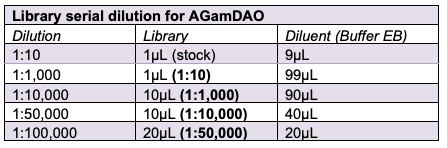 Library serial dilution for AGamDAO
Dilution Library Diluent (Buffer EB)
1:10 1µL (stock) 9µL
1:1,000 1µL (1:10) 99µL
1:10,000 10µL (1:1,000) 90µL
1:50,000 10µL (1:10,000) 40µL
1:100,000 20µL (1:50,000) 20µL